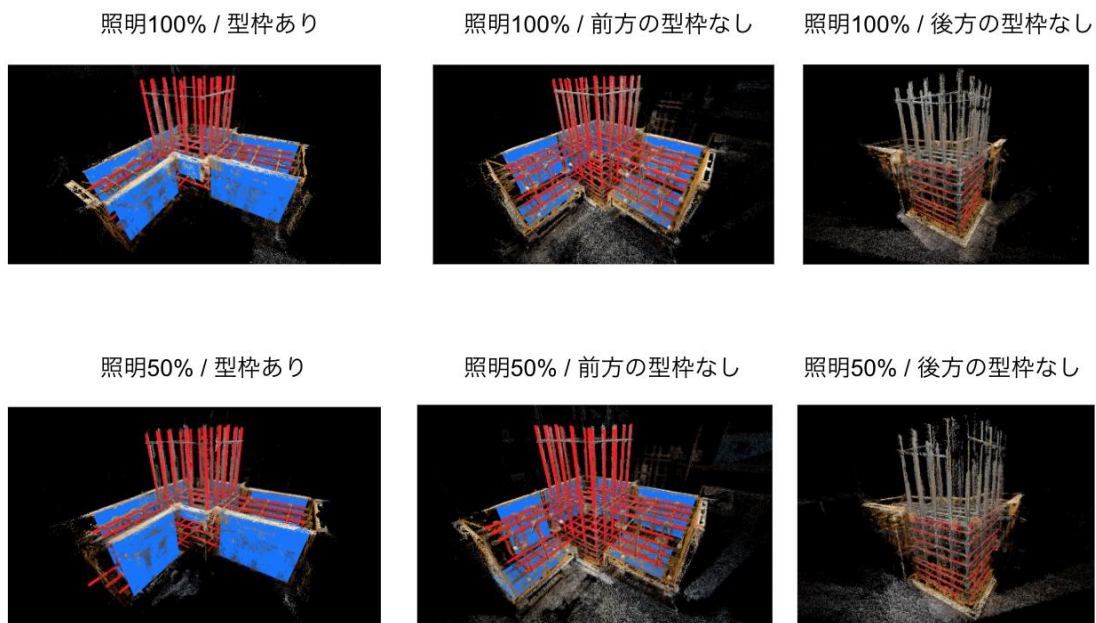 照明100% / 型枠あり
照明100% / 前方の型枠なし
照明100% / 後方の型枠なし
照明50% / 型枠あり
照明50% / 前方の型枠なし
照明50% / 後方の型枠なし